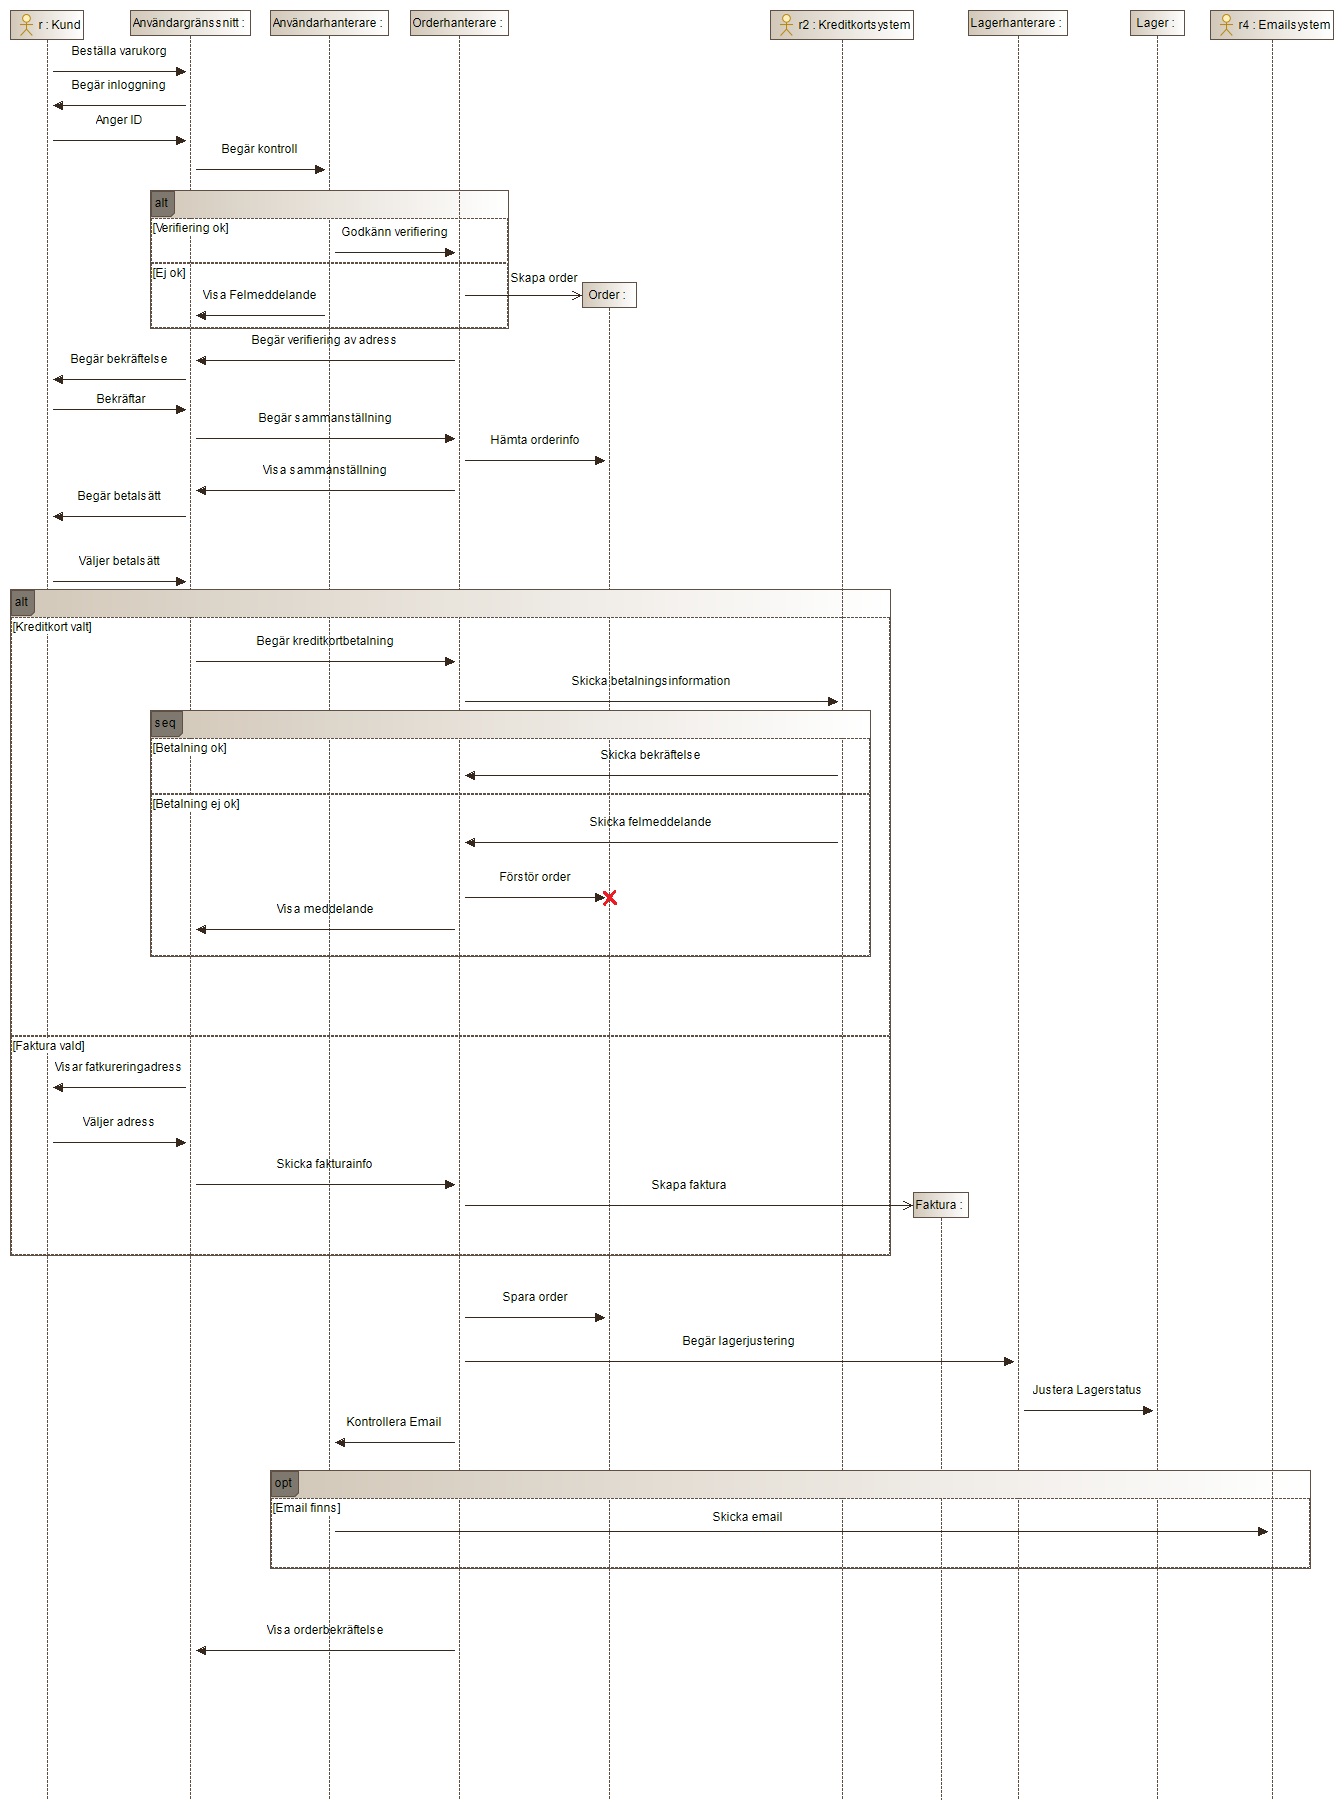 r : Kund
Användargränssnitt :
Användarhanterare :
Orderhanterare :
r2 : Kreditkortsystem
Lagerhanterare :
Lager :
r4 : Emailsystem
Beställa varukorg
Begär inloggning
Anger ID
Begär kontroll
alt
[Verifiering ok]
Godkänn verifiering
[Ej ok]
Skapa order
Order :
Visa Felmeddelande
Begär verifiering av adress
Begär bekräftelse
Bekräftar
Begär sammanställning
Hämta orderinfo
Visa sammanställning
Begär betalsätt
Väljer betalsätt
alt
[Kreditkort valt]
Begär kreditkortbetalning
Skicka betalningsinformation
seq
[Betalning ok]
Skicka bekräftelse
[Betalning ej ok]
Skicka felmeddelande
Förstör order
Visa meddelande
[Faktura vald]
Visar fatkureringadress
Väljer adress
Skicka fakturainfo
Skapa faktura
Faktura :
Spara order
Begär lagerjustering
Justera Lagerstatus
Kontrollera Email
opt
[Email finns]
Skicka email
Visa orderbekräftelse